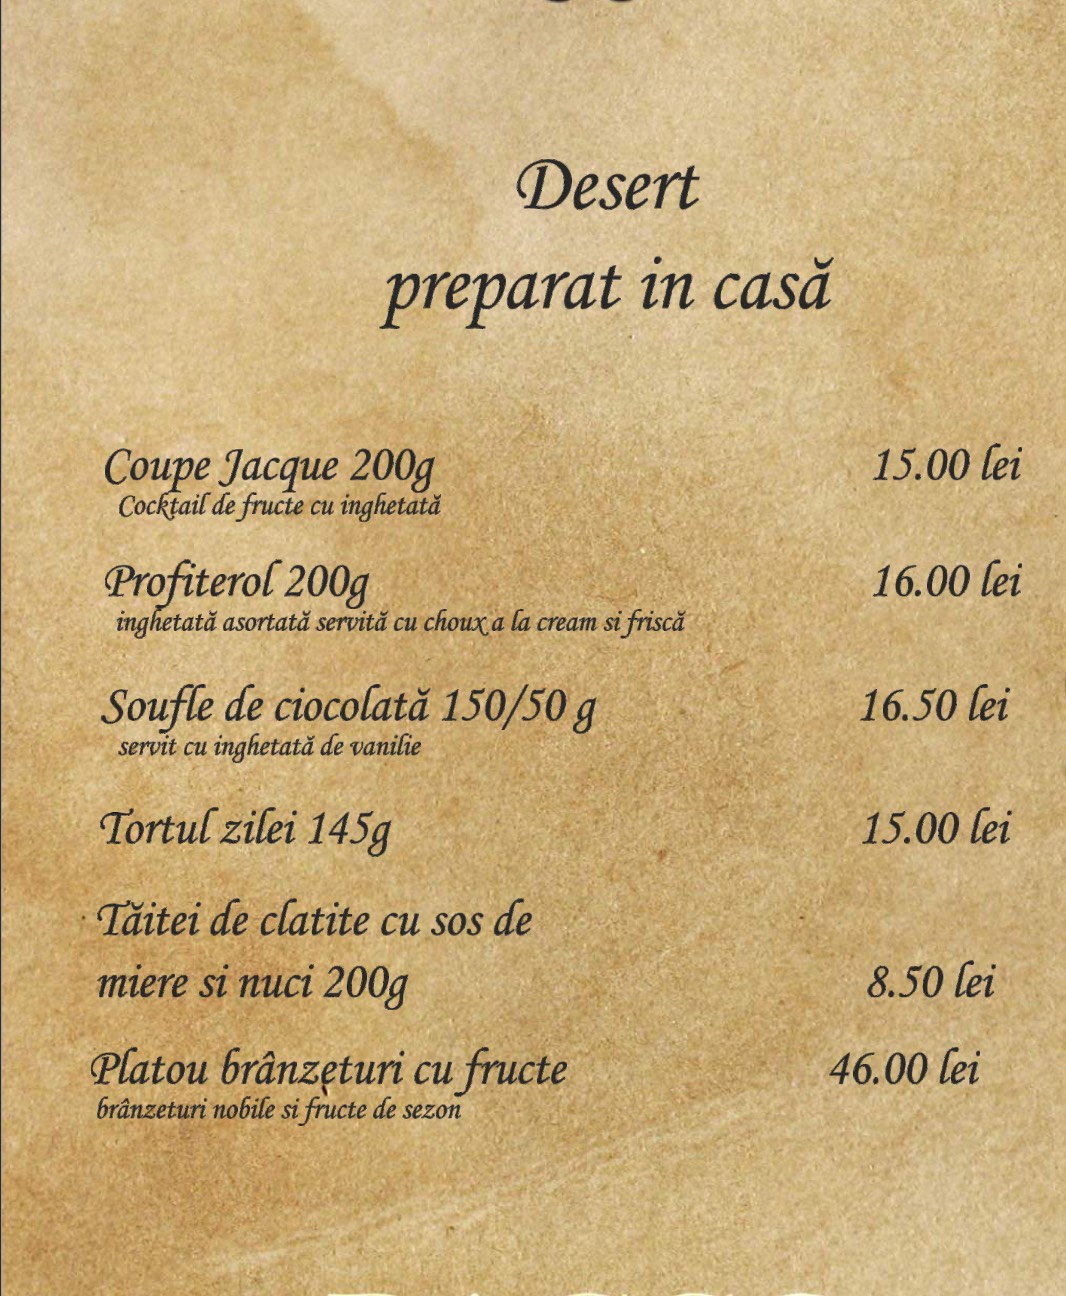 Desert
preparat in casă
Coupe Jacque 200g 15.00 lei
Cocktail de fructe cu inghetată
Profiterol 200g 16.00 lei
inghetată asortată servită cu choux a la cream si friscă
Soufle de ciocolată 150/50 g 16.50 lei
servit cu inghetată de vanilie
Tortul zilei 145g 15.00 lei
Tăitei de clatite cu sos de
miere si nuci 200g 8.50 lei
Platou brânzeturi cu fructe 46.00 lei
brânzeturi nobile si fructe de sezon